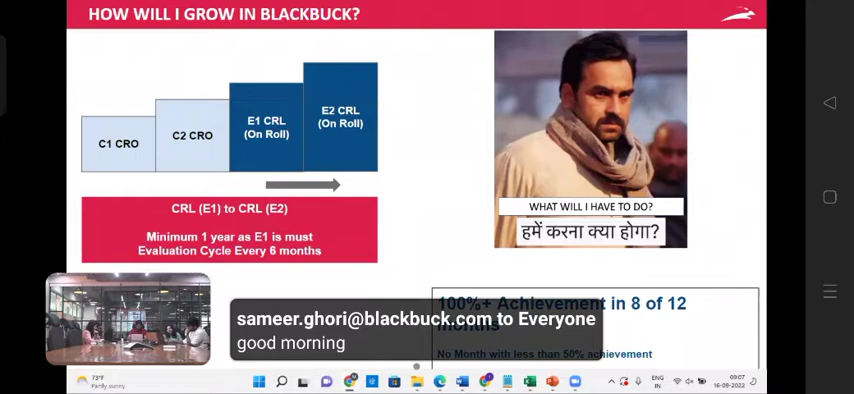 HOW WILL I GROW IN BLACKBUCK?
C1 CRO
C2 CRO
E1 CRL
(On Roll)
E2 CRL
(On Roll)
CRL (E1) to CRL (E2)
Minimum 1 year as E1 is must
Evaluation Cycle Every 6 months
WHAT WILL I HAVE TO DO?
हमें करना क्या होगा?
100%+ Achievement in 8 of 12
months
No Month with less than 50% achievement
sameer.ghori@blackbuck.com to Everyone
good morning
73°F
Partly sunny
ENG
IN
09:07
16-09-2022